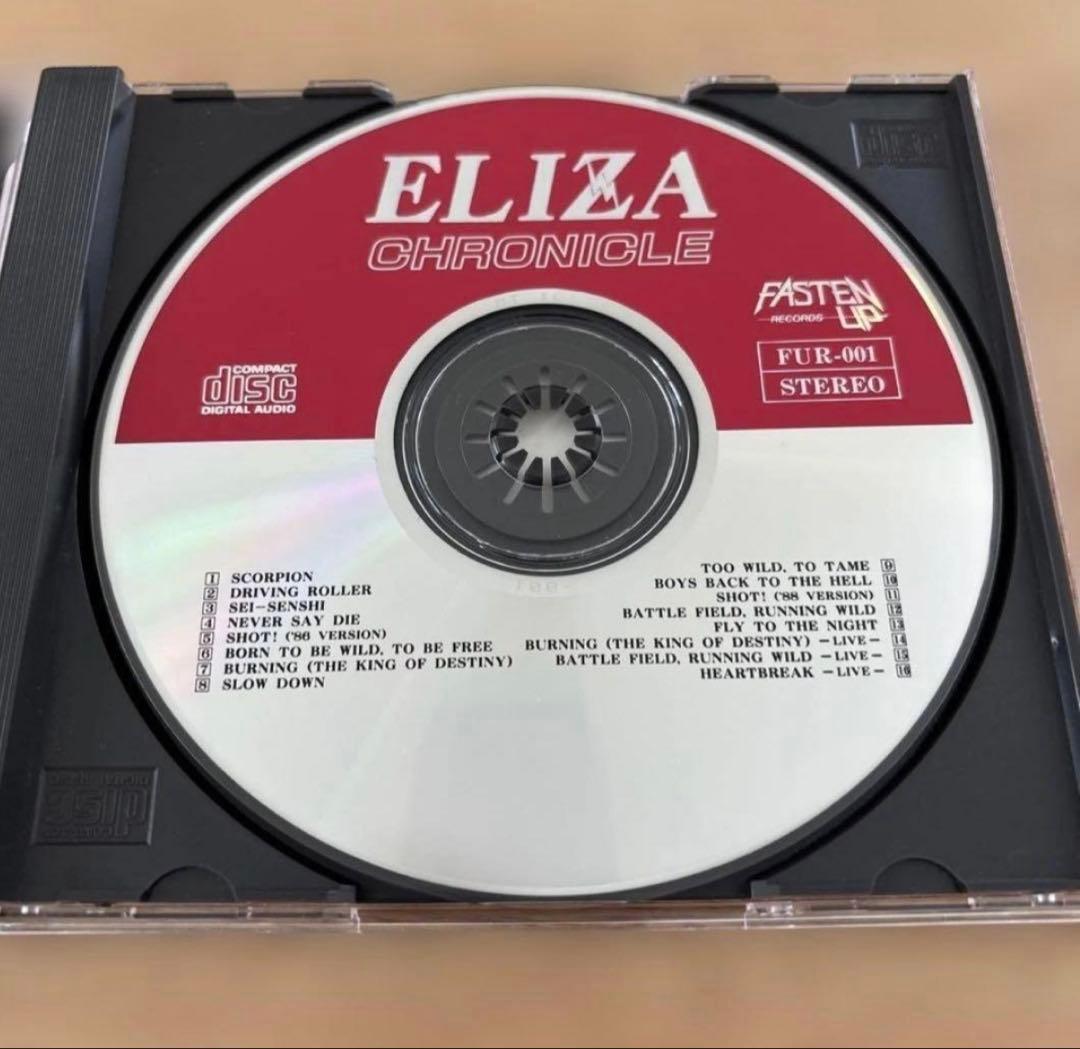 ELIZA
CHRONICLE
FASTEN UP
RECORDS
FUR-001
STEREO
COMPACT
disc
DIGITAL AUDIO
1 SCORPION
2 DRIVING ROLLER
3 SEI-SENSHI
4 NEVER SAY DIE
5 SHOT! ('86 VERSION)
6 BORN TO BE WILD, TO BE FREE
7 BURNING (THE KING OF DESTINY)
8 SLOW DOWN
TOO WILD, TO TAME 9
BOYS BACK TO THE HELL 10
SHOT! ('88 VERSION) 11
BATTLE FIELD, RUNNING WILD 12
FLY TO THE NIGHT 13
BURNING (THE KING OF DESTINY) -LIVE- 14
BATTLE FIELD, RUNNING WILD -LIVE- 15
HEARTBREAK -LIVE- 16
disc
disc